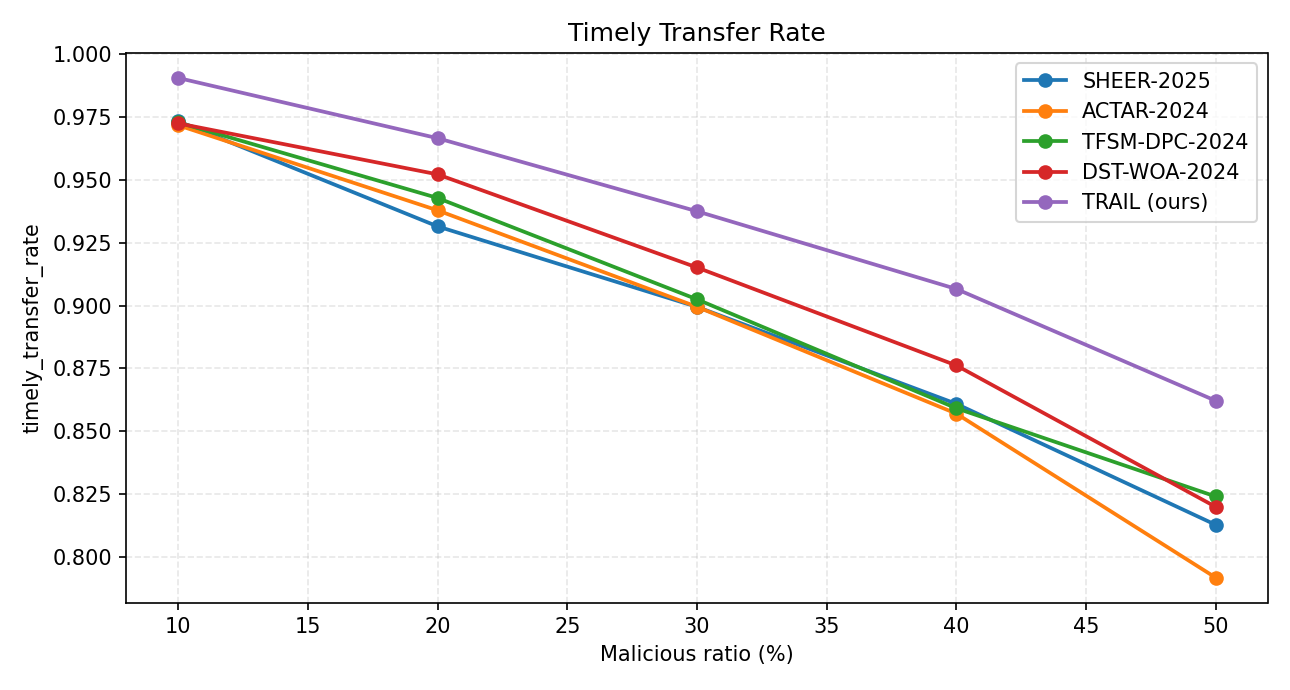 Timely Transfer Rate
timely_transfer_rate
1.000
0.975
0.950
0.925
0.900
0.875
0.850
0.825
0.800
SHEER-2025
ACTAR-2024
TFSM-DPC-2024
DST-WOA-2024
TRAIL (ours)
10 15 20 25 30 35 40 45 50
Malicious ratio (%)